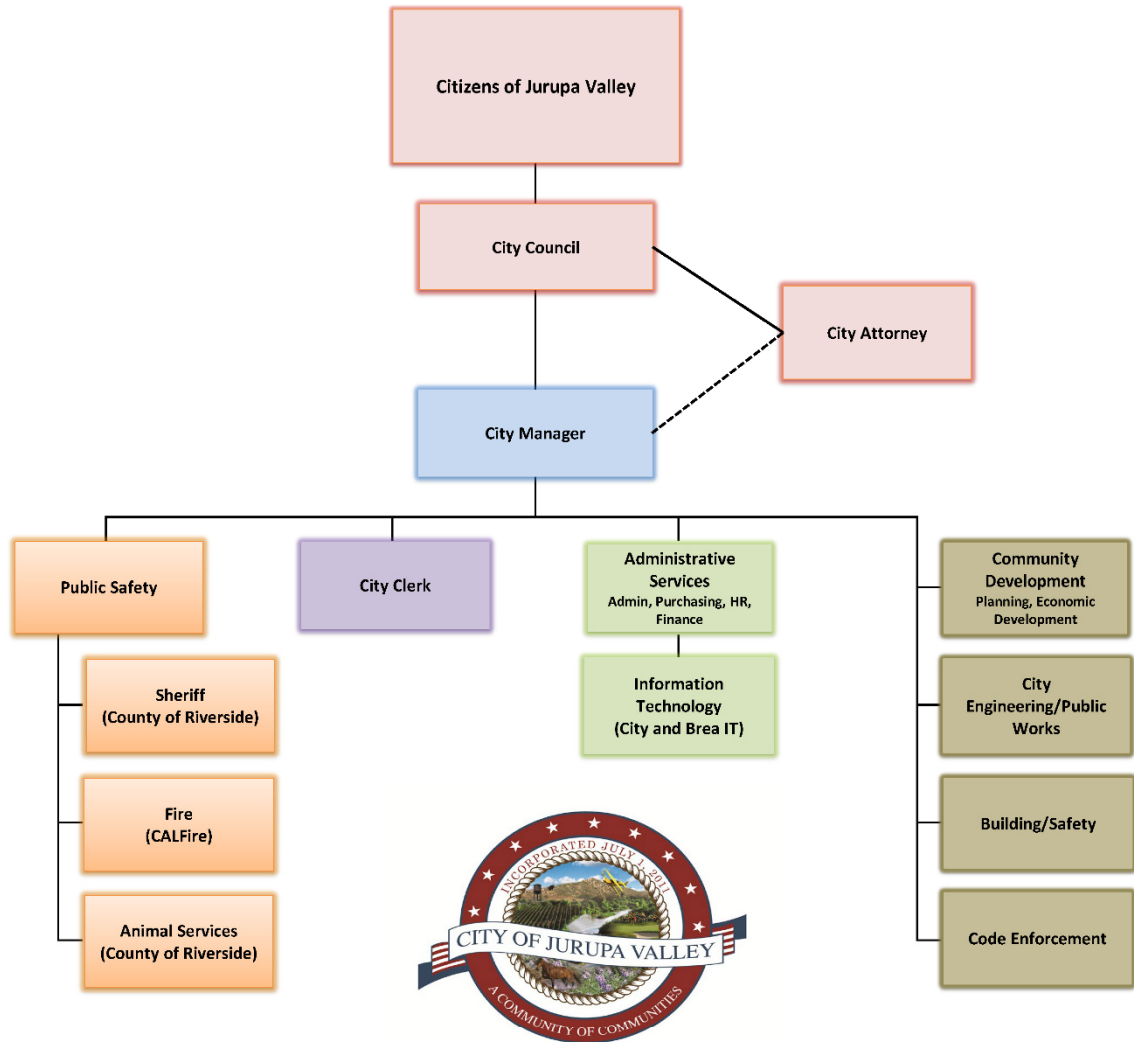 Citizens of Jurupa Valley
City Council
City Attorney
City Manager
Public Safety
City Clerk
Administrative
Services
Admin, Purchasing, HR,
Finance
Community
Development
Planning, Economic
Development
Sheriff
(County of Riverside)
Information
Technology
(City and Brea IT)
City
Engineering/Public
Works
Fire
(CALFire)
Building/Safety
Animal Services
(County of Riverside)
Code Enforcement
INCORPORATED JULY 1, 2011
CITY OF JURUPA VALLEY
A COMMUNITY OF COMMUNITIES